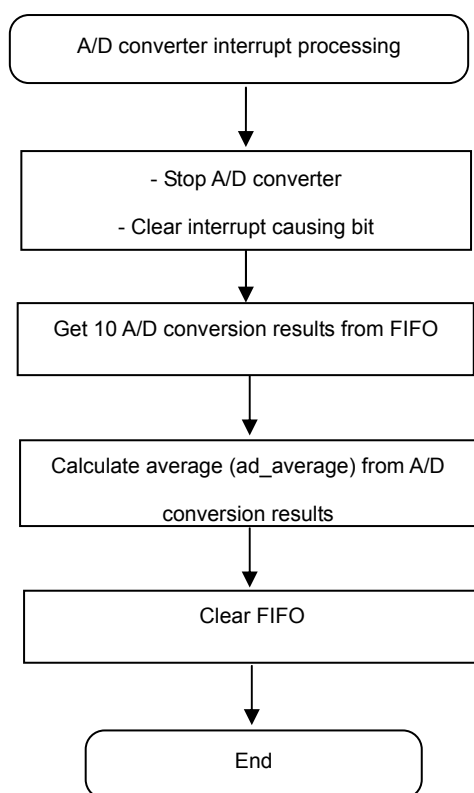 A/D converter interrupt processing
- Stop A/D converter
- Clear interrupt causing bit
Get 10 A/D conversion results from FIFO
Calculate average (ad_average) from A/D
conversion results
Clear FIFO
End